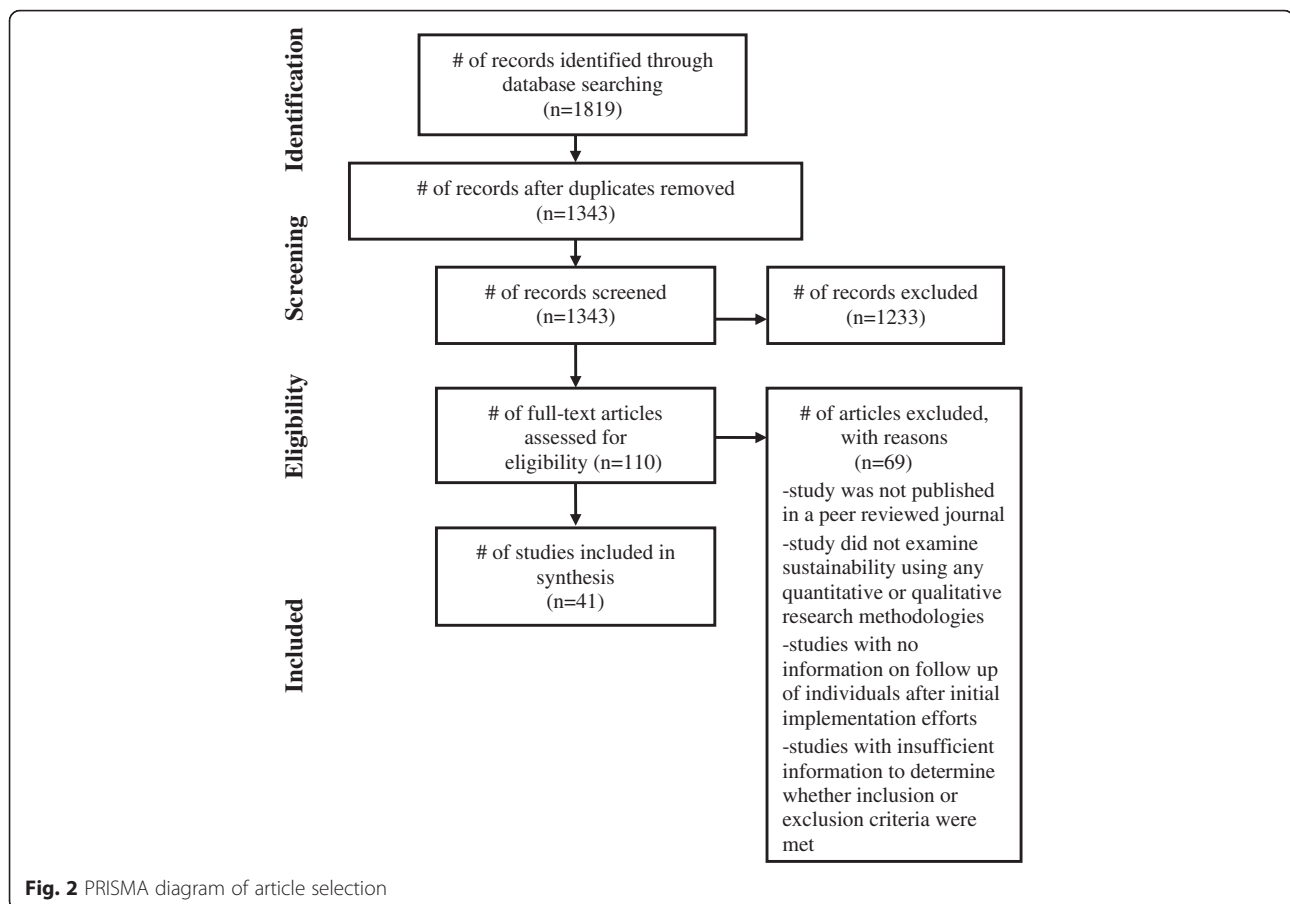 Identification
# of records identified through
database searching
(n=1819)
# of records after duplicates removed
(n=1343)
Screening
# of records screened
(n=1343)
# of records excluded
(n=1233)
Eligibility
# of full-text articles
assessed for
eligibility (n=110)
# of articles excluded,
with reasons
(n=69)
-study was not published
in a peer reviewed journal
-study did not examine
sustainability using any
quantitative or qualitative
research methodologies
-studies with no
information on follow up
of individuals after initial
implementation efforts
-studies with insufficient
information to determine
whether inclusion or
exclusion criteria were
met
Included
# of studies included in
synthesis
(n=41)
Fig. 2 PRISMA diagram of article selection